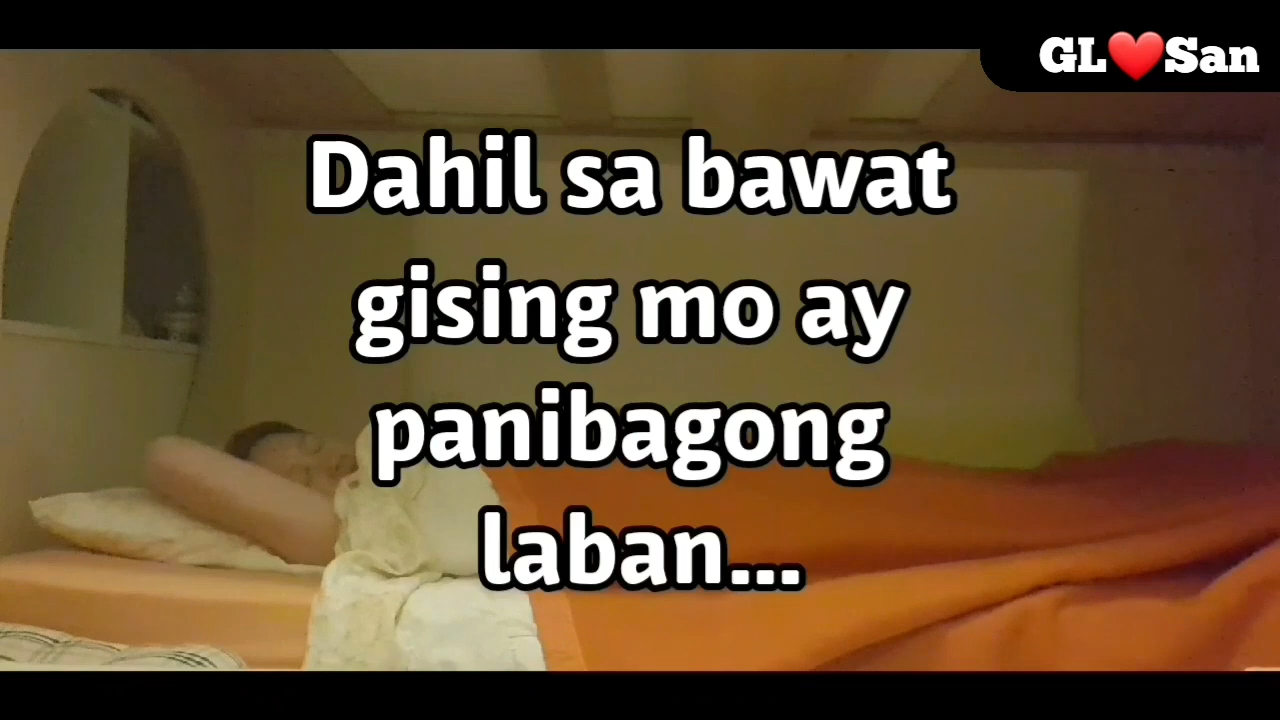 GL❤️San
Dahil sa bawat
gising mo ay
panibagong
laban...